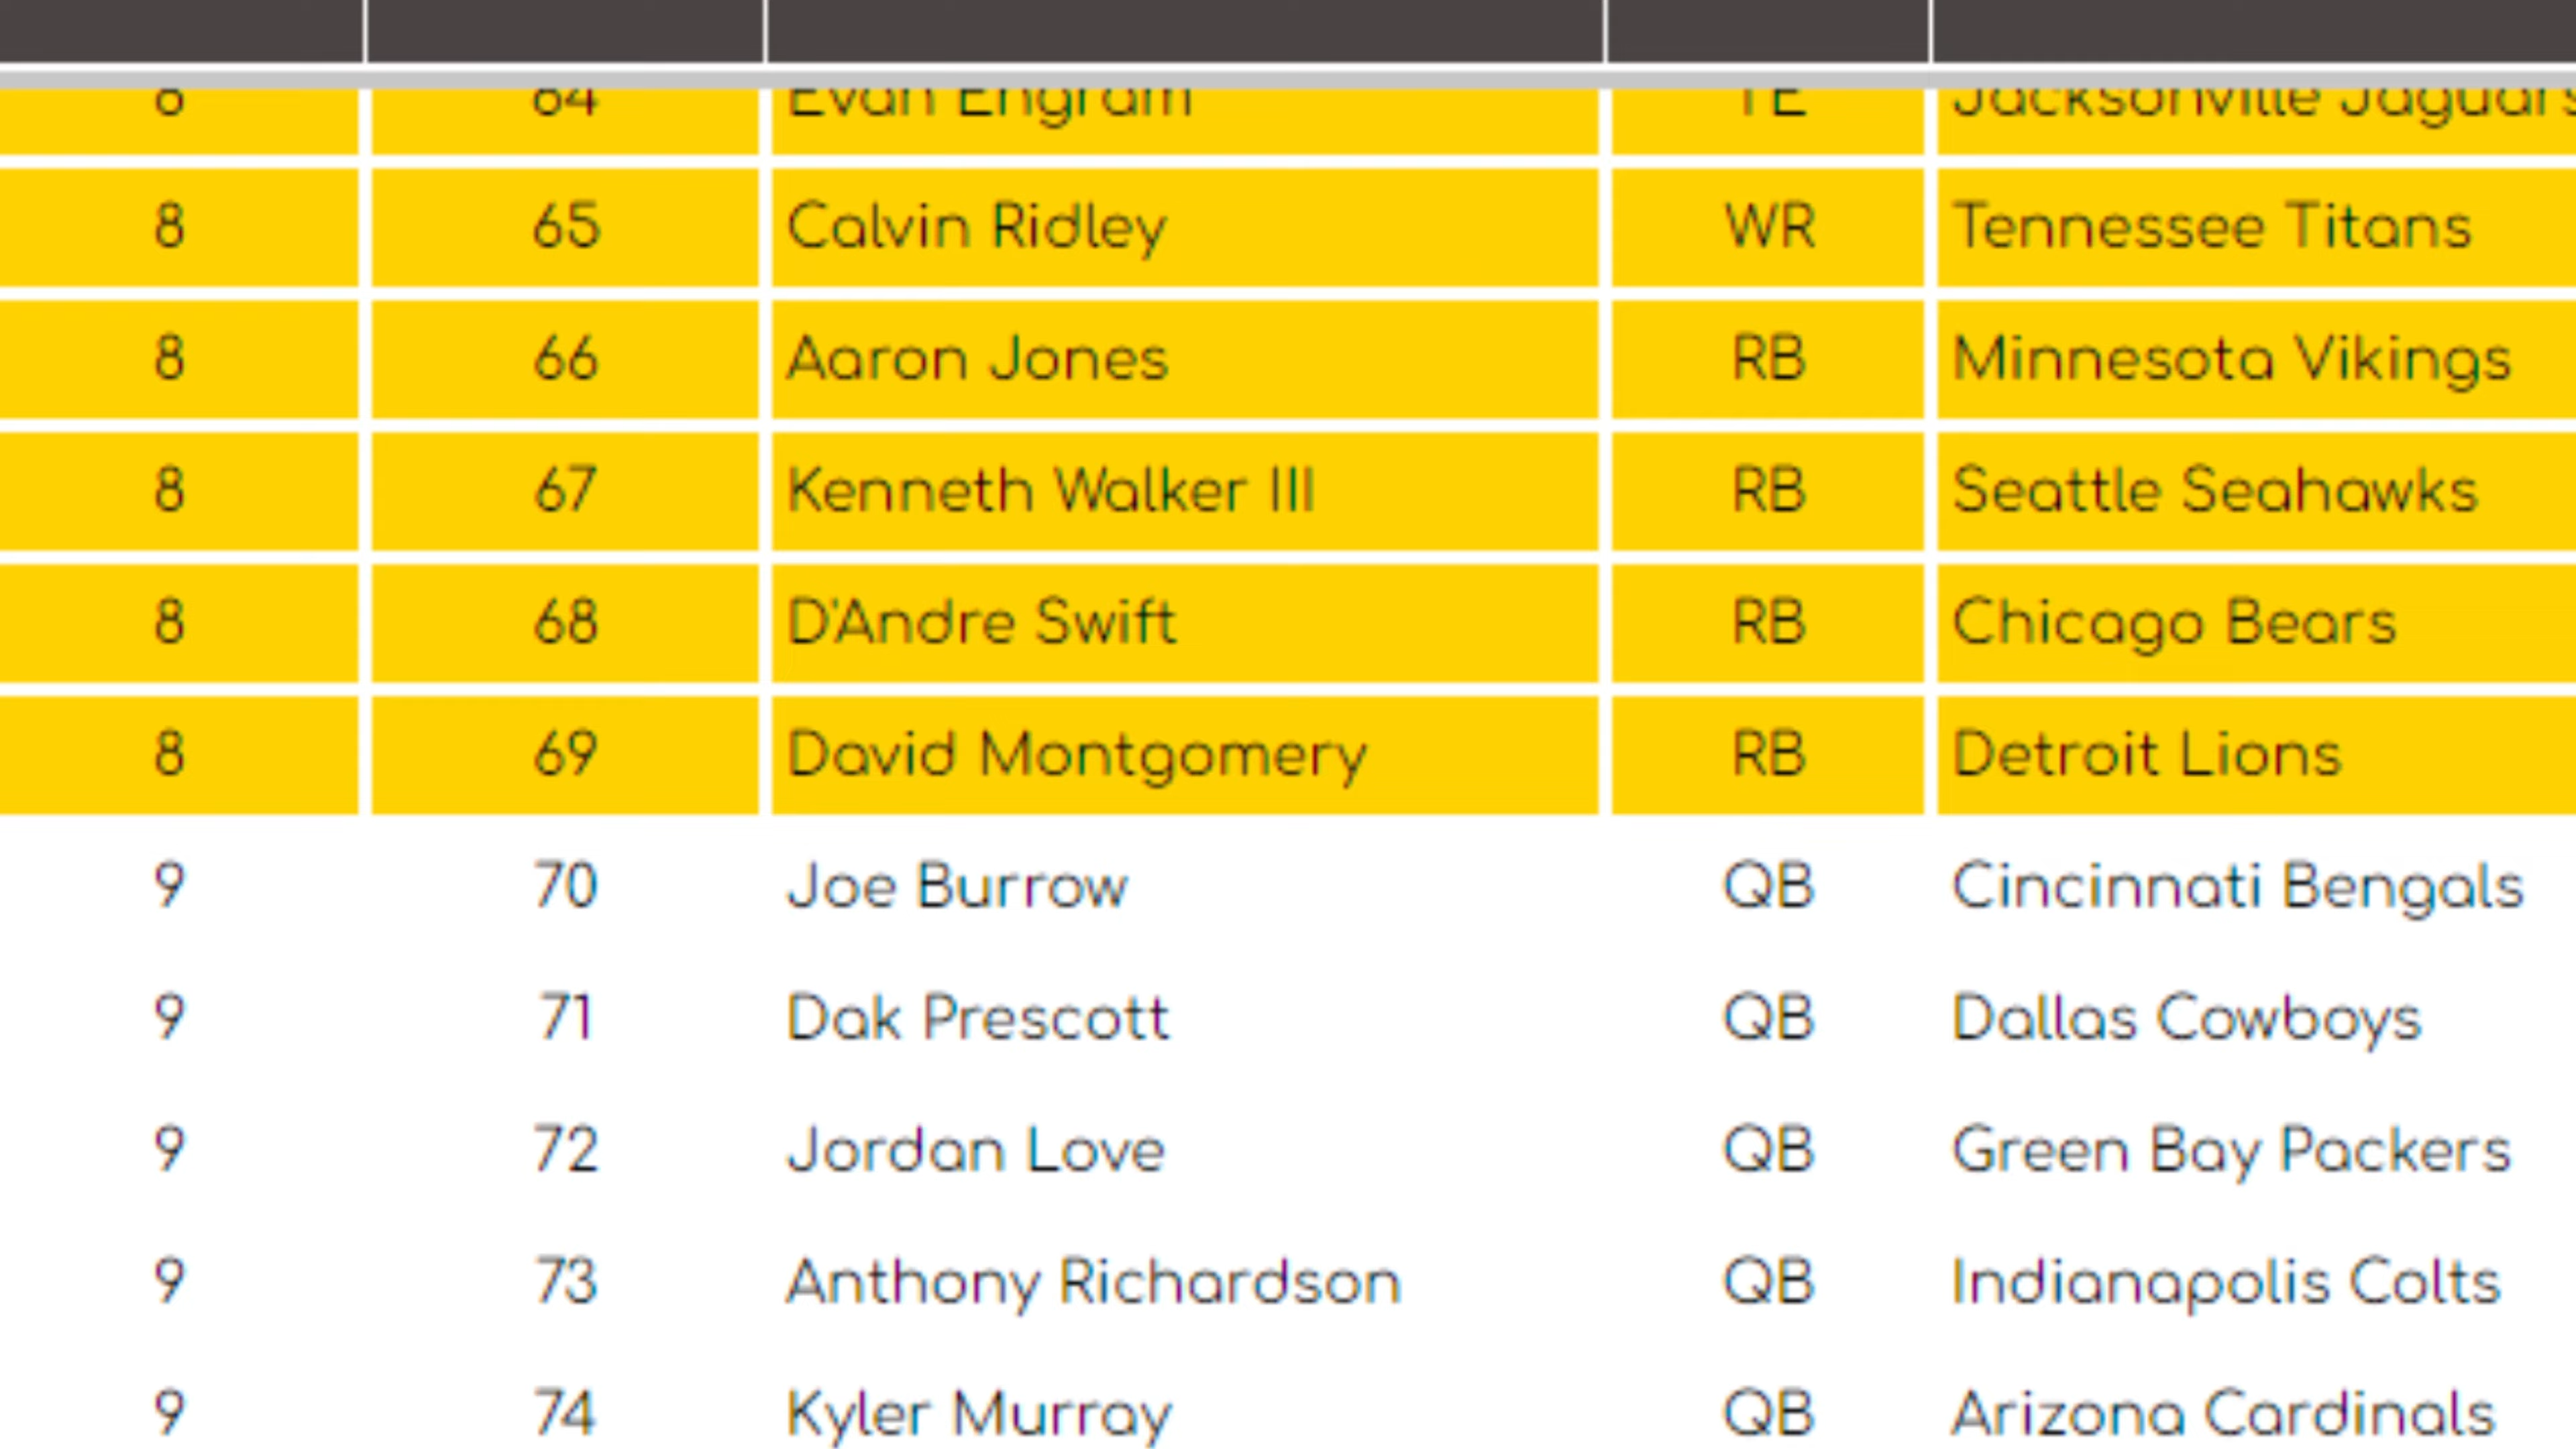 8 64 Evan Engram TE Jacksonville Jaguars
8 65 Calvin Ridley WR Tennessee Titans
8 66 Aaron Jones RB Minnesota Vikings
8 67 Kenneth Walker III RB Seattle Seahawks
8 68 D'Andre Swift RB Chicago Bears
8 69 David Montgomery RB Detroit Lions
9 70 Joe Burrow QB Cincinnati Bengals
9 71 Dak Prescott QB Dallas Cowboys
9 72 Jordan Love QB Green Bay Packers
9 73 Anthony Richardson QB Indianapolis Colts
9 74 Kyler Murray QB Arizona Cardinals